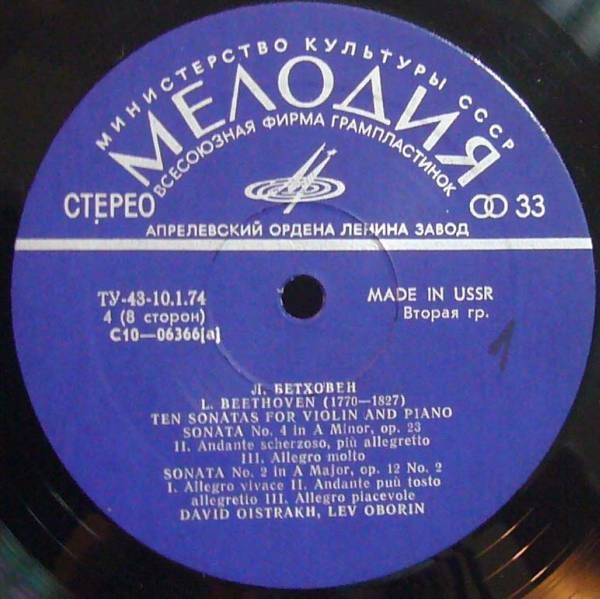 МИНИСТЕРСТВО КУЛЬТУРЫ СССР
МЕЛОДИЯ
ВСЕСОЮЗНАЯ ФИРМА ГРАМПЛАСТИНОК
СТЕРЕО
33
АПРЕЛЕВСКИЙ ОРДЕНА ЛЕНИНА ЗАВОД
ТУ-43-10.1.74
4 (8 сторон)
С10—06366[а]
MADE IN USSR
Вторая гр.
1
Л. БЕТХОВЕН
L. BEETHOVEN (1770—1827)
TEN SONATAS FOR VIOLIN AND PIANO
SONATA No. 4 in A Minor, op. 23
II. Andante scherzoso, più allegretto
III. Allegro molto
SONATA No. 2 in A Major, op. 12 No. 2
I. Allegro vivace II. Andante puù tosto
allegretio III. Allegro piacevole
DAVID OISTRAKH, LEV OBORIN